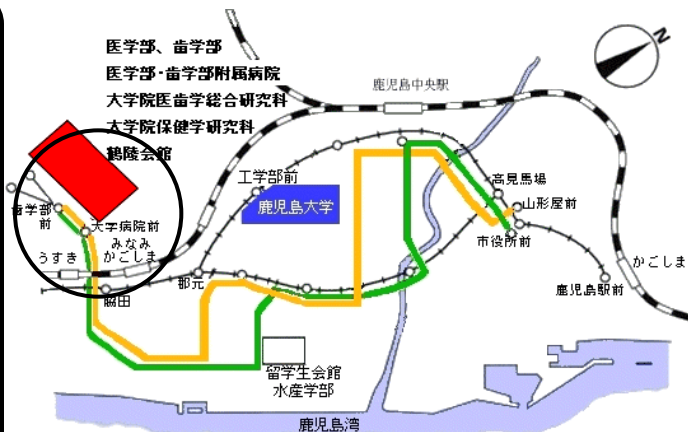 医学部、歯学部
医学部・歯学部附属病院
大学院医歯学総合研究科
大学院保健学研究科
鶴陵会館
N
鹿児島中央駅
工学部前
鹿児島大学
高見馬場
山形屋前
市役所前
歯学部
前
大学病院前
みなみ
かごしま
うすき
脇田
郡元
かごしま
鹿児島駅前
留学生会館
水産学部
鹿児島湾